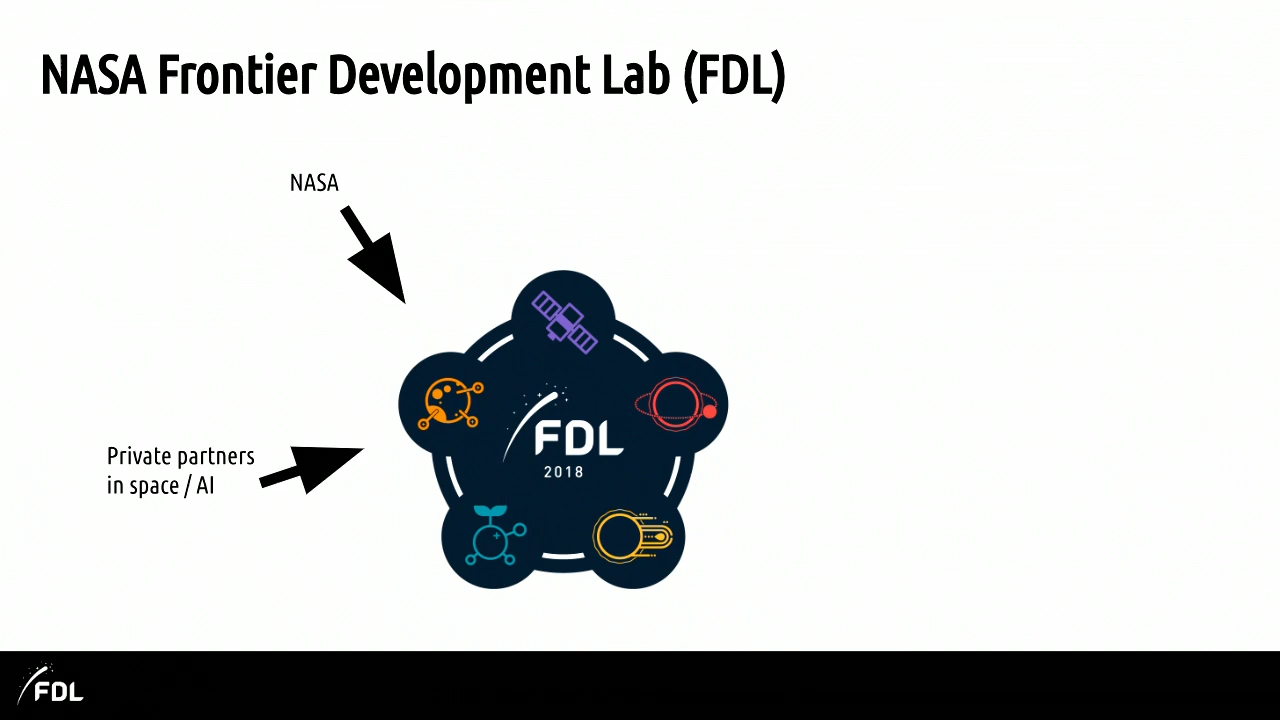 NASA Frontier Development Lab (FDL)
NASA
Private partners
in space / AI
FDL
2018
FDL